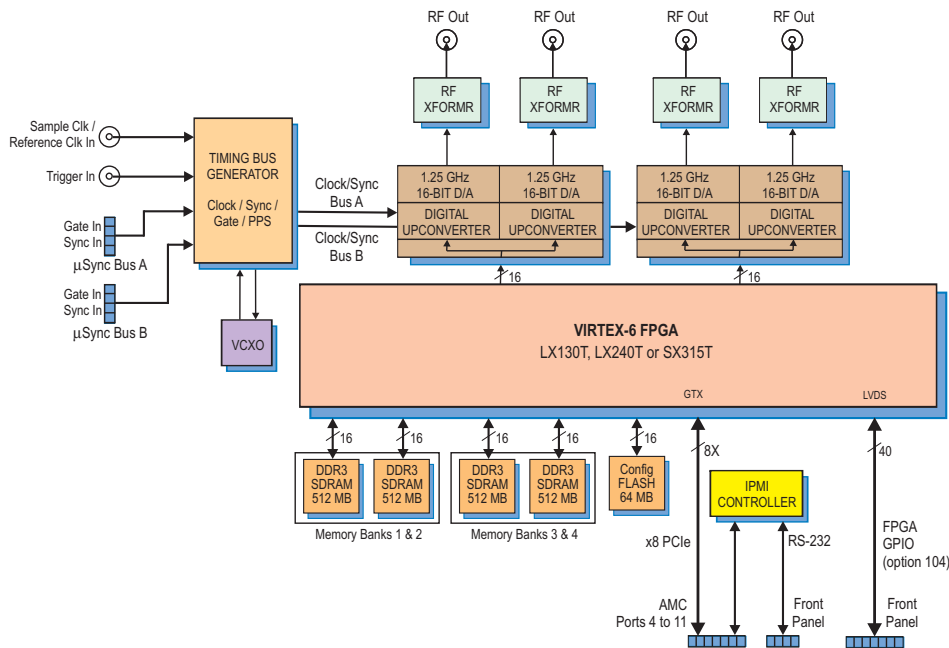 RF Out
RF Out
RF Out
RF Out
RF
XFORMR
RF
XFORMR
RF
XFORMR
RF
XFORMR
Sample Clk /
Reference Clk In
Trigger In
TIMING BUS
GENERATOR
Clock / Sync /
Gate / PPS
Gate In
Sync In
µSync Bus A
Gate In
Sync In
µSync Bus B
VCXO
Clock/Sync
Bus A
Clock/Sync
Bus B
1.25 GHz
16-BIT D/A
1.25 GHz
16-BIT D/A
DIGITAL
UPCONVERTER
DIGITAL
UPCONVERTER
1.25 GHz
16-BIT D/A
1.25 GHz
16-BIT D/A
DIGITAL
UPCONVERTER
DIGITAL
UPCONVERTER
16
16
VIRTEX-6 FPGA
LX130T, LX240T or SX315T
GTX
LVDS
16
16
16
16
16
8X
40
DDR3
SDRAM
512 MB
DDR3
SDRAM
512 MB
DDR3
SDRAM
512 MB
DDR3
SDRAM
512 MB
Config
FLASH
64 MB
Memory Banks 1 & 2
Memory Banks 3 & 4
IPMI
CONTROLLER
x8 PCIe
RS-232
FPGA
GPIO
(option 104)
AMC
Ports 4 to 11
Front
Panel
Front
Panel